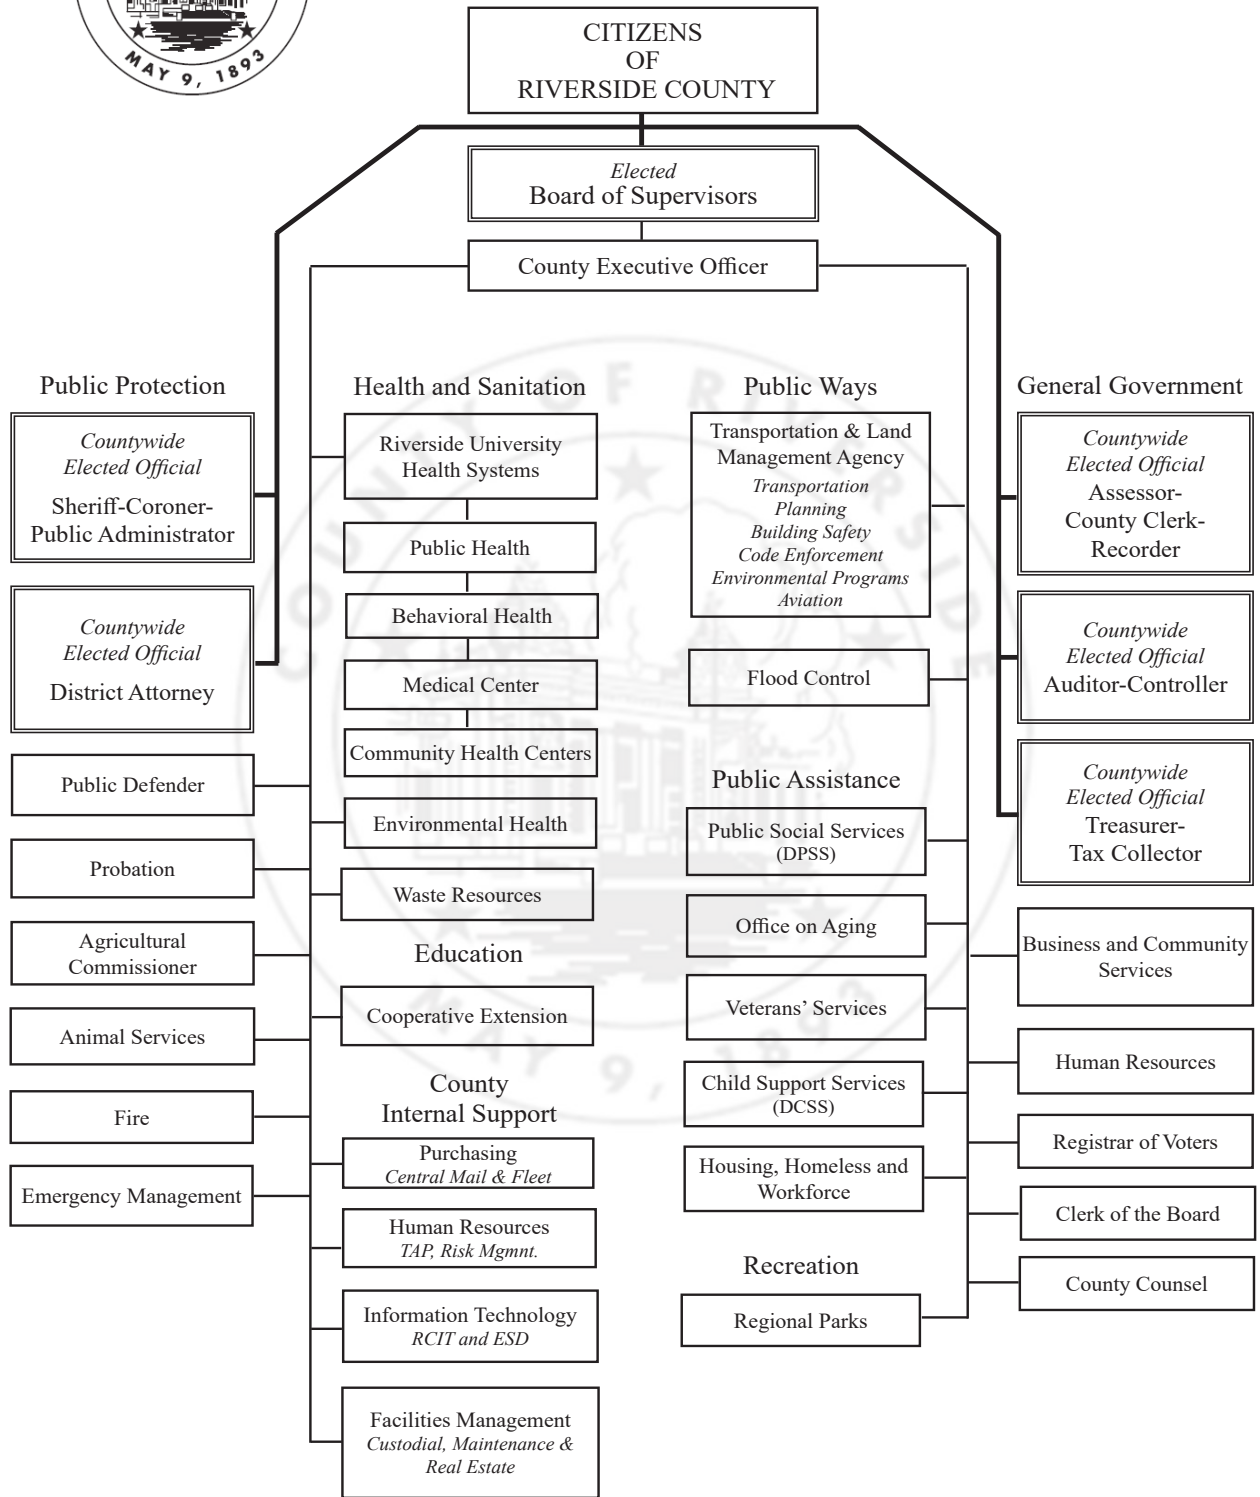 MAY 9, 1893
CITIZENS
OF
RIVERSIDE COUNTY
Elected
Board of Supervisors
County Executive Officer
Public Protection
Countywide
Elected Official
Sheriff-Coroner-
Public Administrator
Countywide
Elected Official
District Attorney
Public Defender
Probation
Agricultural
Commissioner
Animal Services
Fire
Emergency Management
Health and Sanitation
Riverside University
Health Systems
Public Health
Behavioral Health
Medical Center
Community Health Centers
Environmental Health
Waste Resources
Education
Cooperative Extension
County
Internal Support
Purchasing
Central Mail & Fleet
Human Resources
TAP, Risk Mgmnt.
Information Technology
RCIT and ESD
Facilities Management
Custodial, Maintenance &
Real Estate
Public Ways
Transportation & Land
Management Agency
Transportation
Planning
Building Safety
Code Enforcement
Environmental Programs
Aviation
Flood Control
Public Assistance
Public Social Services
(DPSS)
Office on Aging
Veterans’ Services
Child Support Services
(DCSS)
Housing, Homeless and
Workforce
Recreation
Regional Parks
General Government
Countywide
Elected Official
Assessor-
County Clerk-
Recorder
Countywide
Elected Official
Auditor-Controller
Countywide
Elected Official
Treasurer-
Tax Collector
Business and Community
Services
Human Resources
Registrar of Voters
Clerk of the Board
County Counsel
COUNTY OF RIVERSIDE
MAY 9, 1893